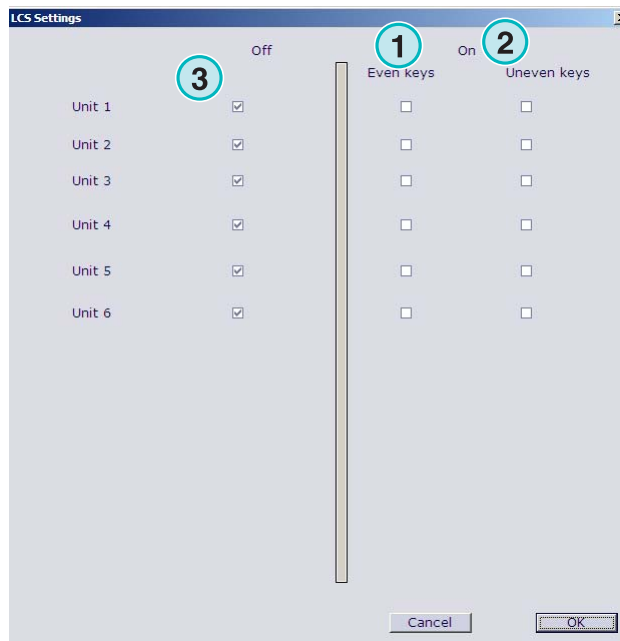 LCS Settings
Off
1
On
2
3
Even keys
Uneven keys
Unit 1
Unit 2
Unit 3
Unit 4
Unit 5
Unit 6
Cancel
OK